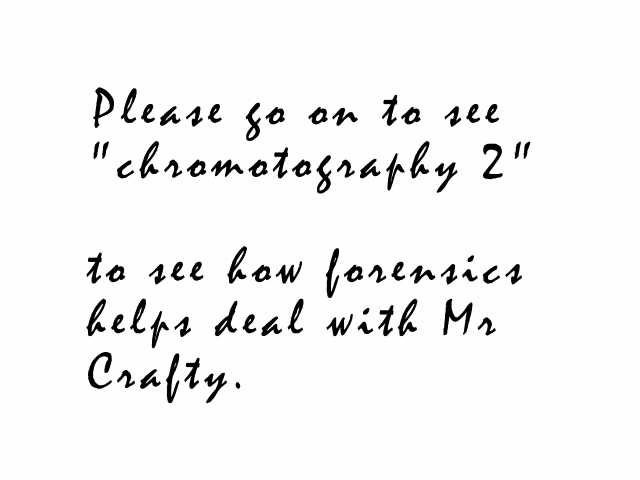 Please go on to see
"chromotography 2"
to see how forensics
helps deal with Mr
Crafty.